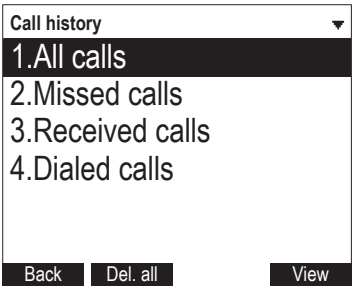 Call history
1.All calls
2.Missed calls
3.Received calls
4.Dialed calls
Back Del. all View